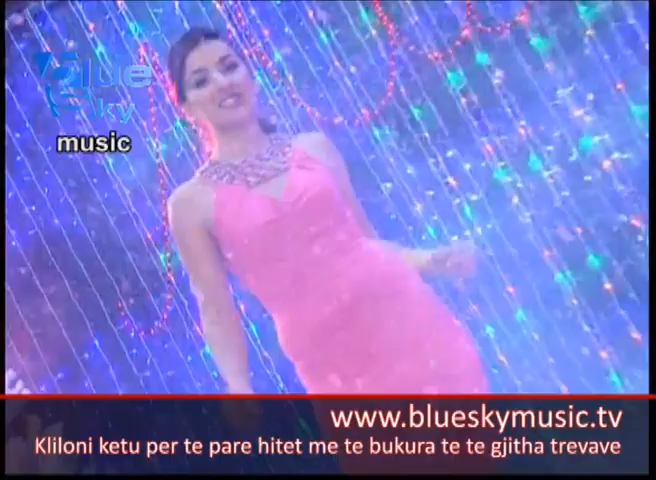 Blue
Sky
music
www.blueskymusic.tv
Kliloni ketu per te pare hitet me te bukura te te gjitha trevave